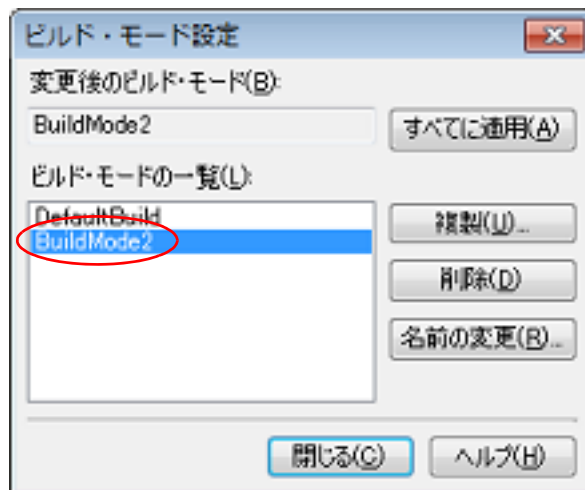 ビルド・モード設定
変更後のビルド・モード(B):
BuildMode2
すべてに適用(A)
ビルド・モードの一覧(L):
DefaultBuild
BuildMode2
複製(U)...
削除(D)
名前の変更(R)...
閉じる(C)
ヘルプ(H)